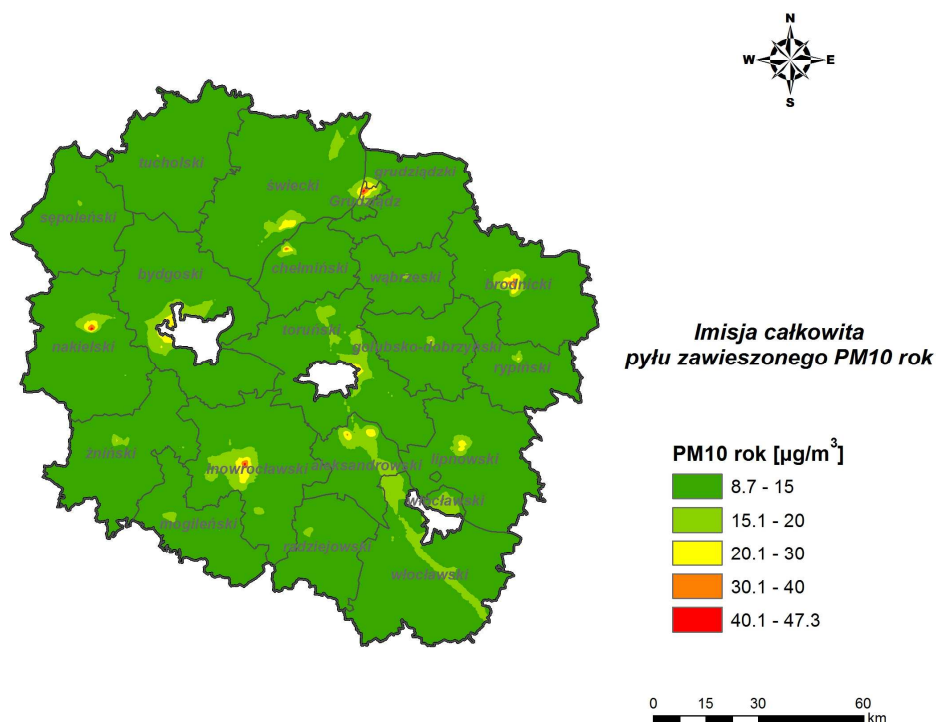 N
W E
S
tucholski
grudziądzki
świecki
Grudziądz
sępoleński
chełmiński
wąbrzeski
bydgoski
brodnicki
toruński
nakielski
golubsko-dobrzyński
rypiński
żniński
inowrocławski
aleksandrowski
lipnowski
włocławski
mogileński
radziejowski
włocławski
Imisja całkowita
pyłu zawieszonego PM10 rok
PM10 rok [µg/m³]
8.7 - 15
15.1 - 20
20.1 - 30
30.1 - 40
40.1 - 47.3
0 15 30 60
km